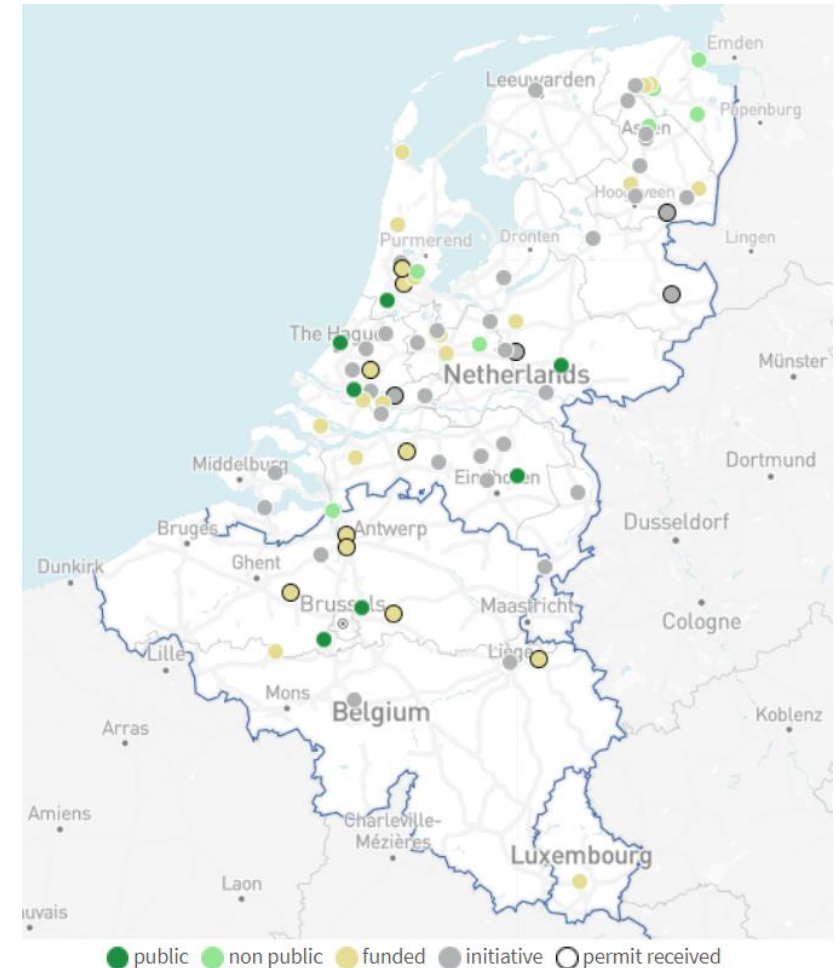 Emden
Leeuwarden
Papenburg
Assen
Hoogeveen
Purmerend
Dronten
Lingen
The Hague
Netherlands
Münster
Middelburg
Eindhoven
Dortmund
Bruges
Antwerp
Dusseldorf
Dunkirk
Ghent
Brussels
Maastricht
Cologne
Lille
Liège
Mons
Belgium
Koblenz
Arras
Amiens
Charleville-
Mézières
Luxembourg
Laon
auvais
public non public funded initiative permit received